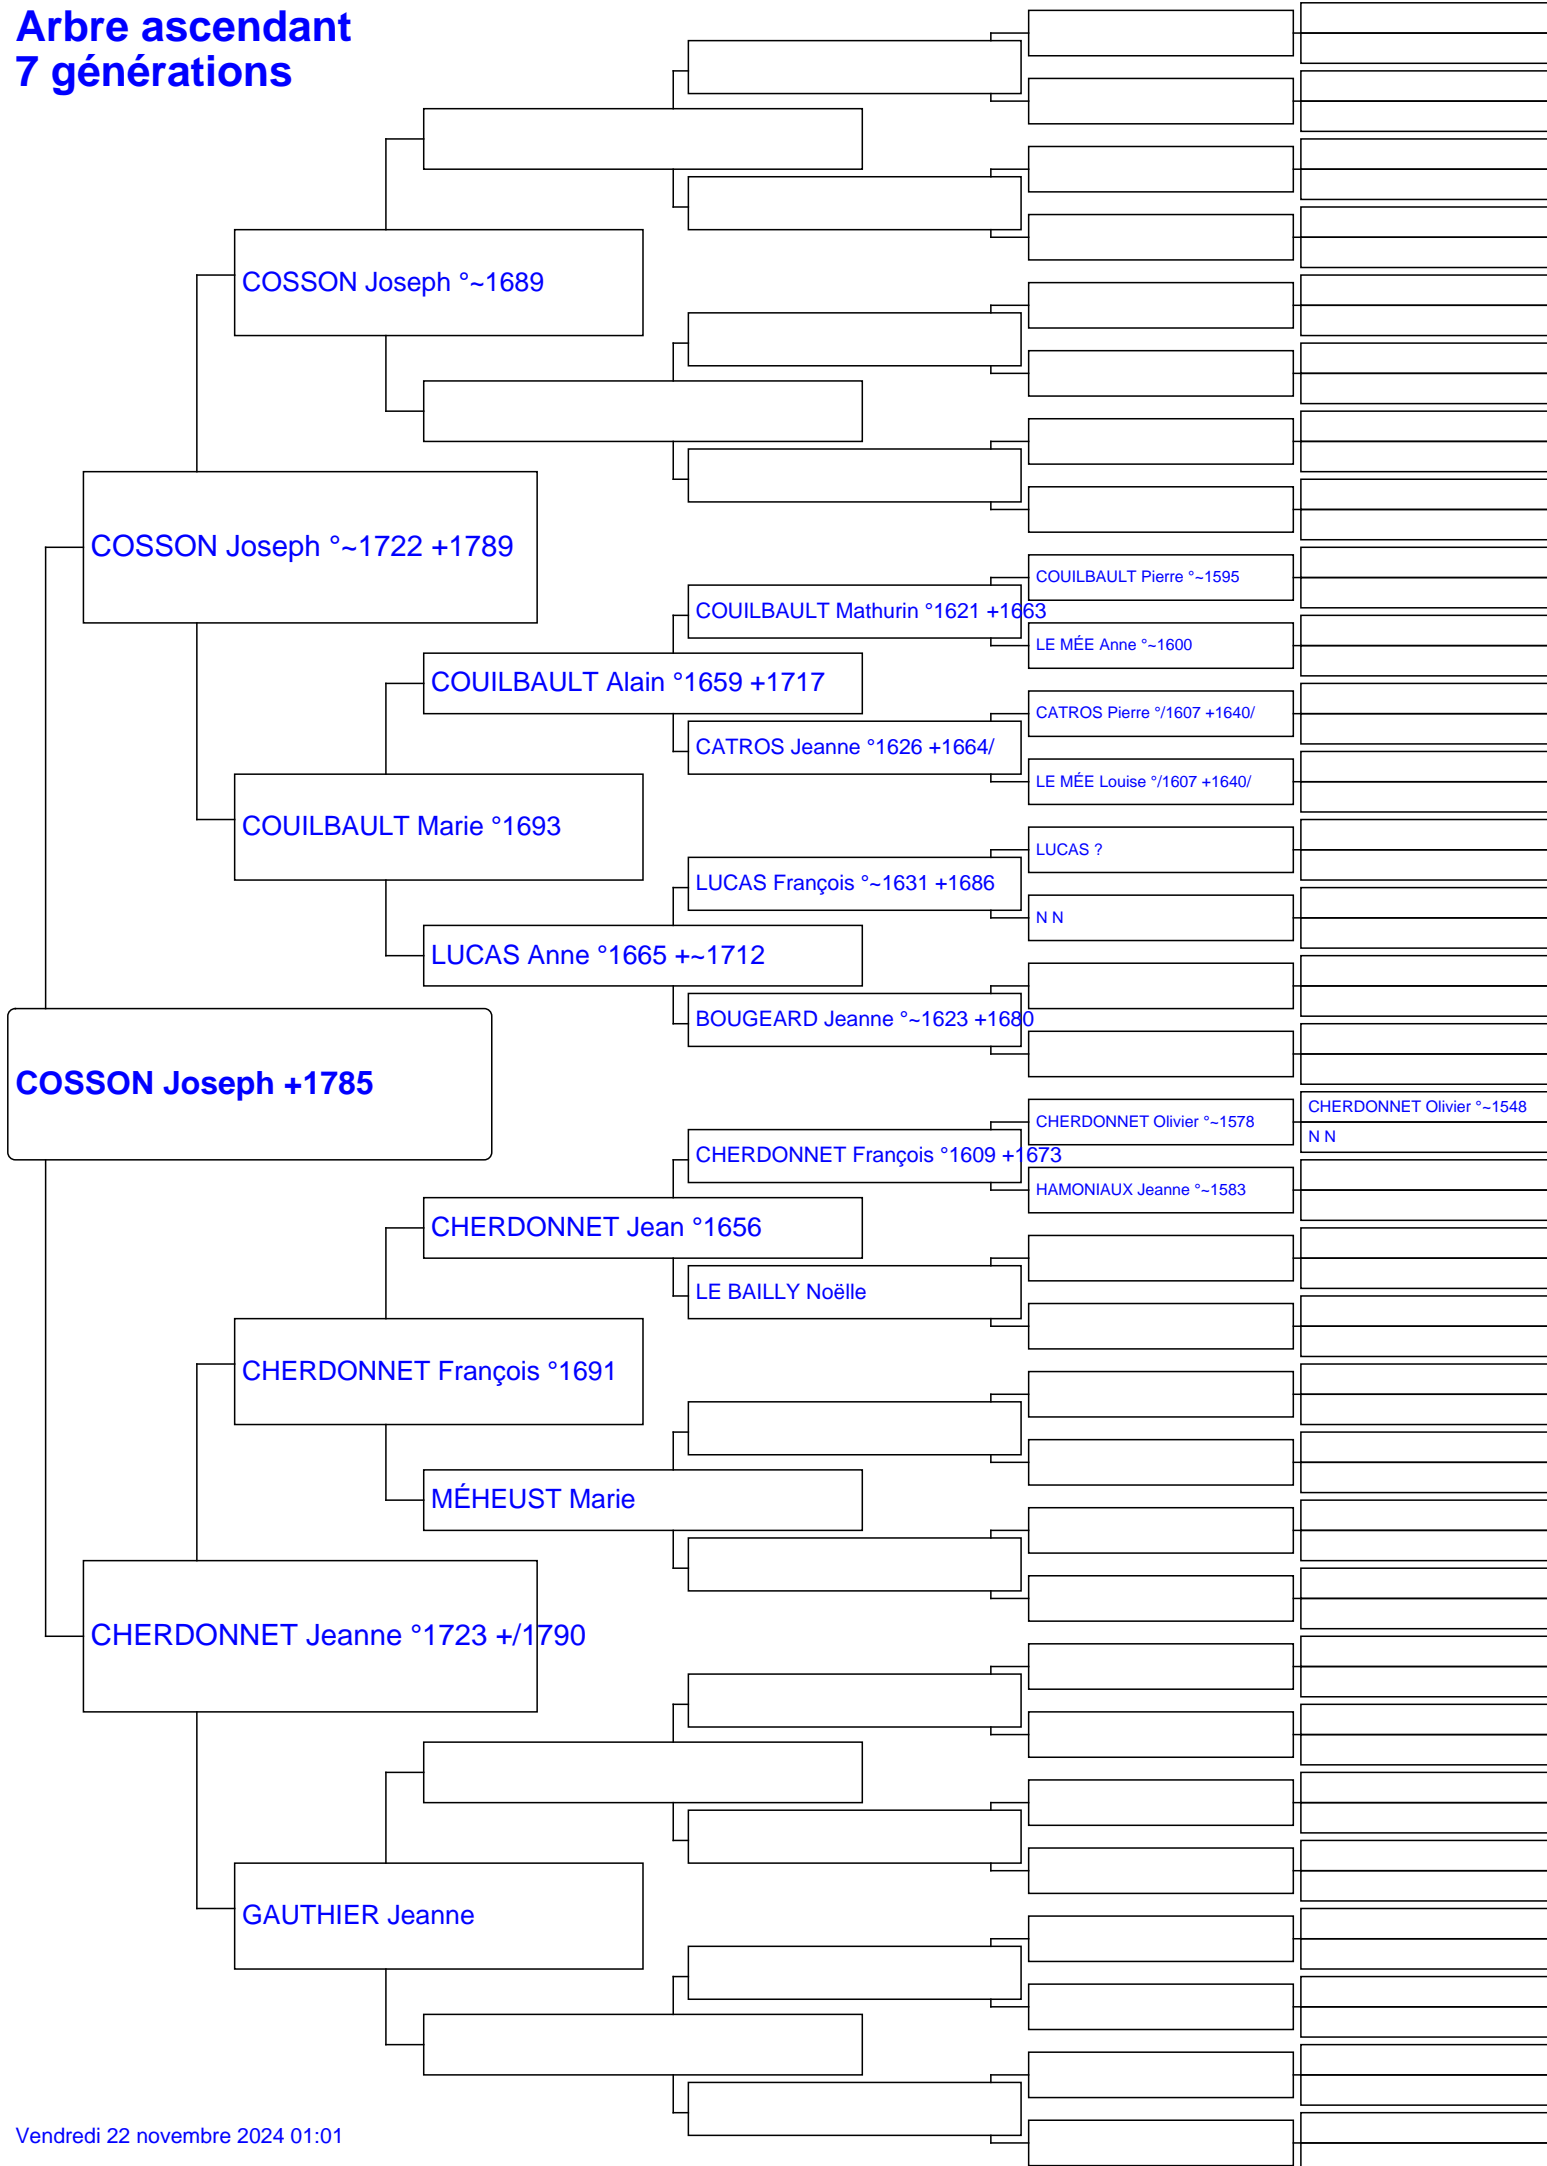 Arbre ascendant
7 générations
COSSON Joseph °~1689
COSSON Joseph °~1722 +1789
COUILBAULT Pierre °~1595
COUILBAULT Mathurin °1621 +1663
LE MÉE Anne °~1600
COUILBAULT Alain °1659 +1717
CATROS Pierre °/1607 +1640/
CATROS Jeanne °1626 +1664/
LE MÉE Louise °/1607 +1640/
COUILBAULT Marie °1693
LUCAS ?
LUCAS François °~1631 +1686
N N
LUCAS Anne °1665 +~1712
BOUGEARD Jeanne °~1623 +1680
COSSON Joseph +1785
CHERDONNET Olivier °~1548
CHERDONNET Olivier °~1578
N N
CHERDONNET François °1609 +1673
HAMONIAUX Jeanne °~1583
CHERDONNET Jean °1656
LE BAILLY Noëlle
CHERDONNET François °1691
MÉHEUST Marie
CHERDONNET Jeanne °1723 +/1790
GAUTHIER Jeanne
Vendredi 22 novembre 2024 01:01